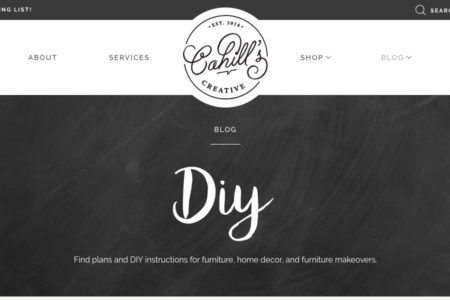 NG LIST!
SEARC
ABOUT
SERVICES
· EST. 2014 ·
Cahill's
CREATIVE
SHOP
BLOG
BLOG
Diy
Find plans and DIY instructions for furniture, home decor, and furniture makeovers.